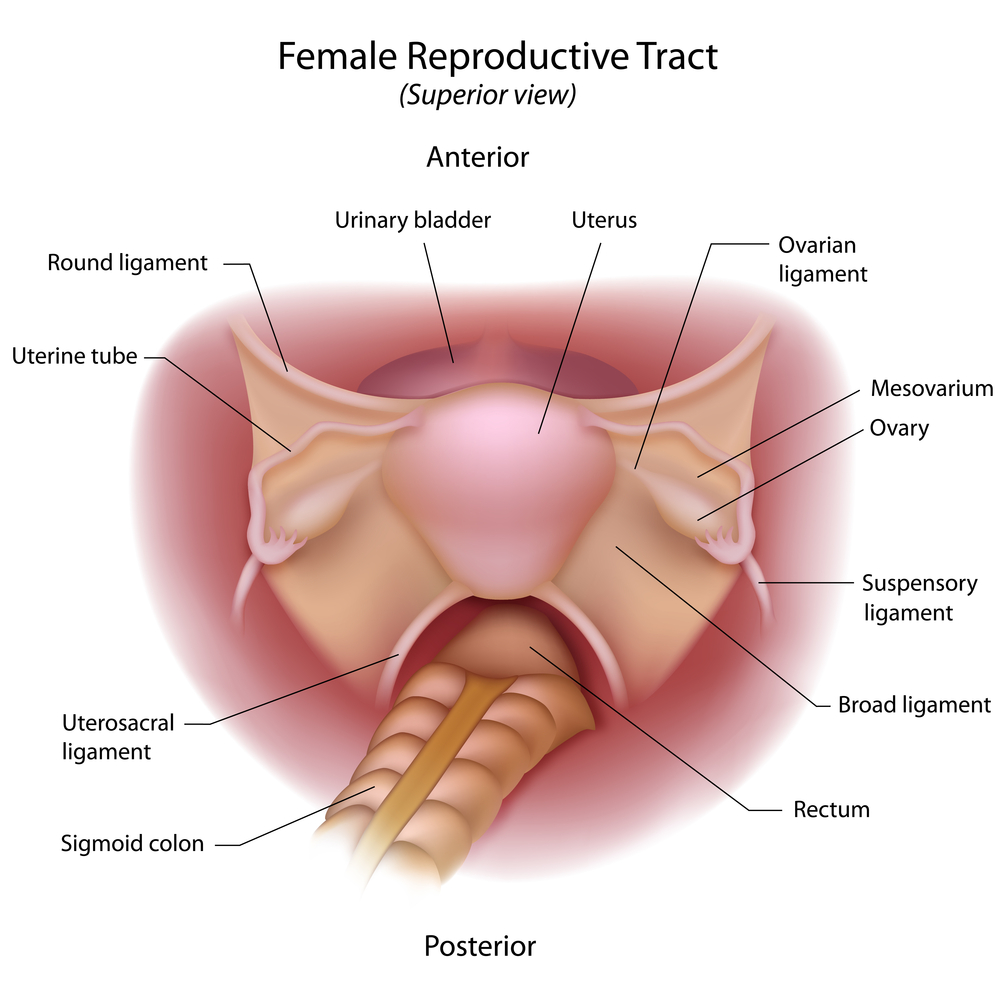 Female Reproductive Tract
(Superior view)
Anterior
Urinary bladder
Uterus
Ovarian
ligament
Round ligament
Uterine tube
Mesovarium
Ovary
Suspensory
ligament
Broad ligament
Uterosacral
ligament
Rectum
Sigmoid colon
Posterior